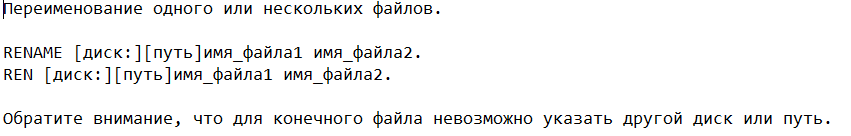 Переименование одного или нескольких файлов.
RENAME [диск:][путь]имя_файла1 имя_файла2.
REN [диск:][путь]имя_файла1 имя_файла2.
Обратите внимание, что для конечного файла невозможно указать другой диск или путь.